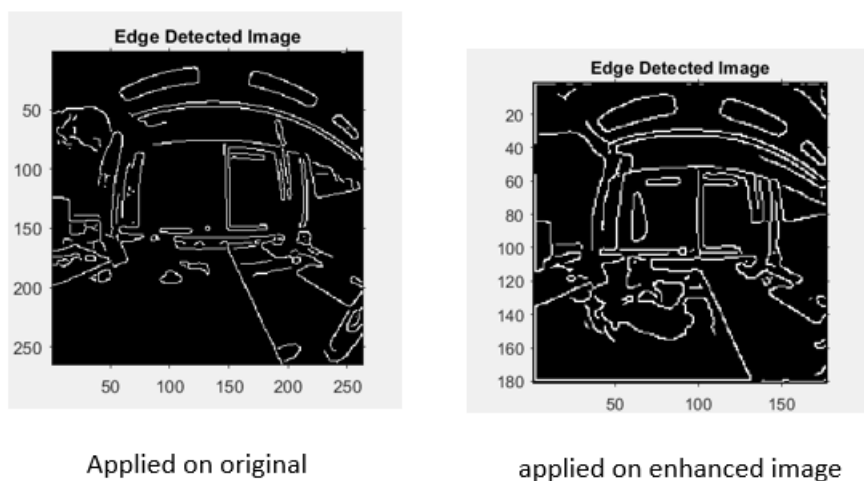 Edge Detected Image
50
100
150
200
250
50 100 150 200 250
Applied on original
Edge Detected Image
20
40
60
80
100
120
140
160
180
50 100 150
applied on enhanced image